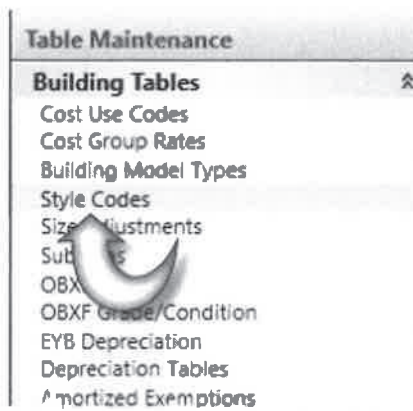 Table Maintenance
Building Tables
Cost Use Codes
Cost Group Rates
Building Model Types
Style Codes
OBXF Grade/Condition
EYB Depreciation
Depreciation Tables
Amortized Exemptions